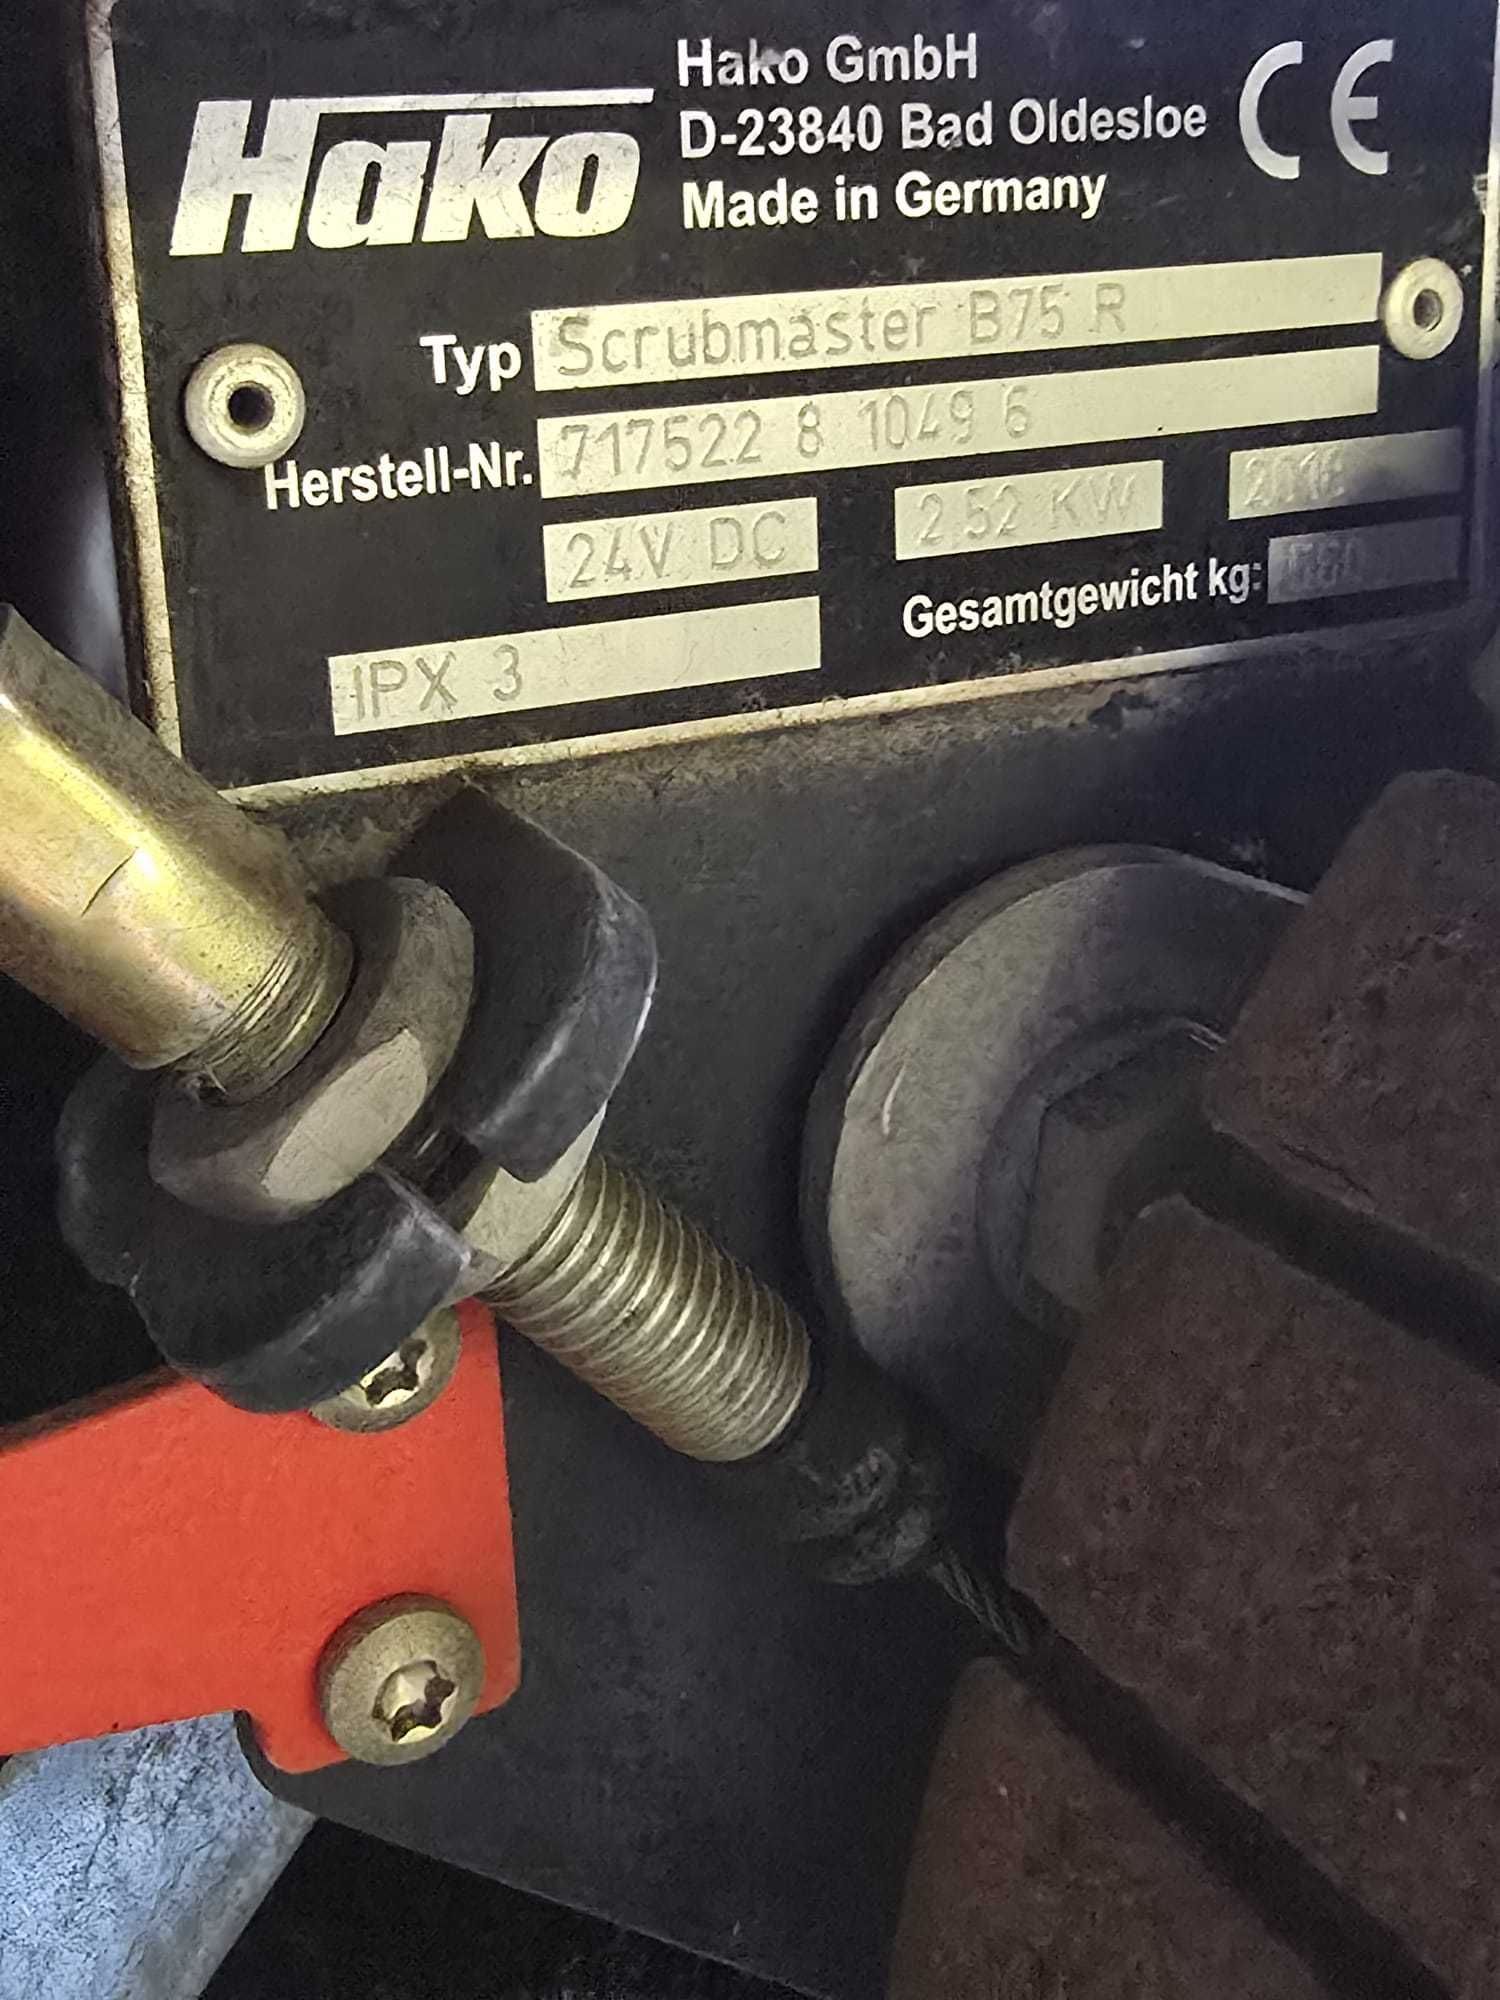 Hako
Hako GmbH
D-23840 Bad Oldesloe
Made in Germany
CE
Typ Scrubmaster B75 R
Herstell-Nr. 717522 8 1049 6
24V DC 2.52 KW
Gesamtgewicht kg:
IPX 3